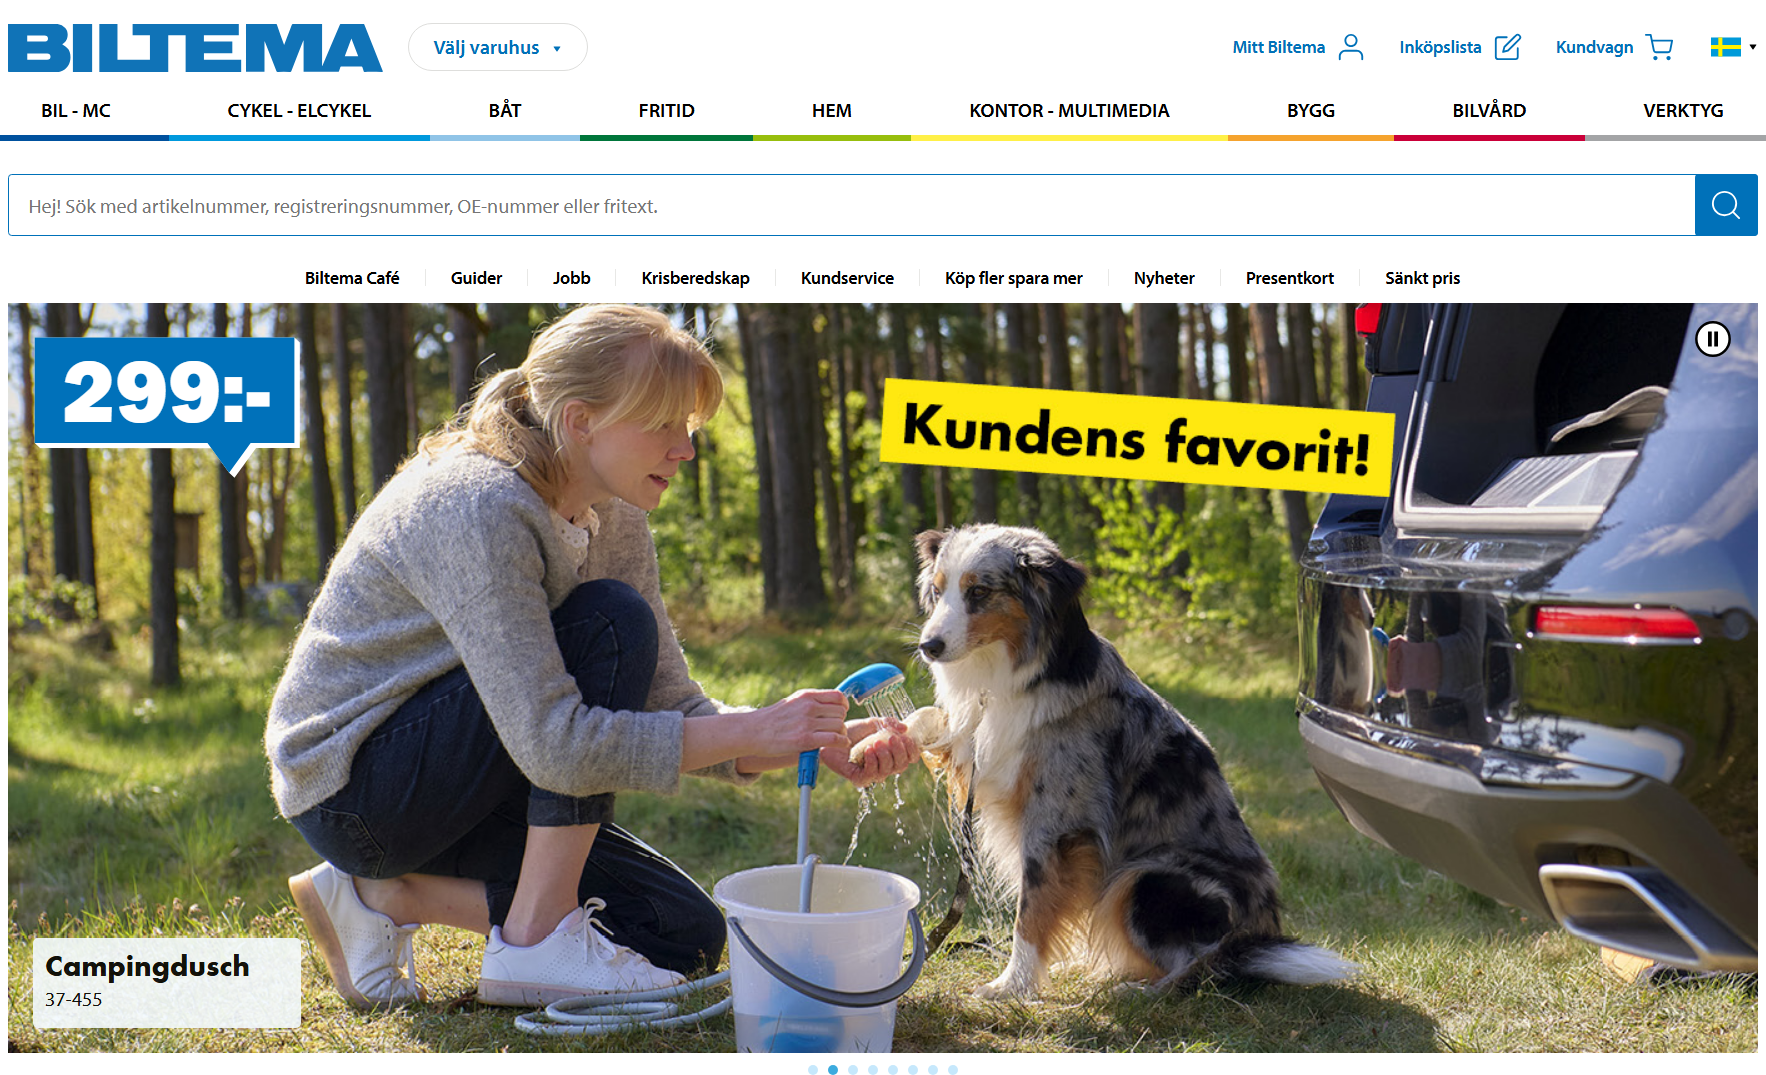 BILTEMA
Välj varuhus
Mitt Biltema
Inköpslista
Kundvagn
BIL - MC
CYKEL - ELCYKEL
BÅT
FRITID
HEM
KONTOR - MULTIMEDIA
BYGG
BILVÅRD
VERKTYG
Hej! Sök med artikelnummer, registreringsnummer, OE-nummer eller fritext.
Biltema Café
Guider
Jobb
Krisberedskap
Kundservice
Köp fler spara mer
Nyheter
Presentkort
Sänkt pris
299:-
Kundens favorit!
Campingdusch
37-455